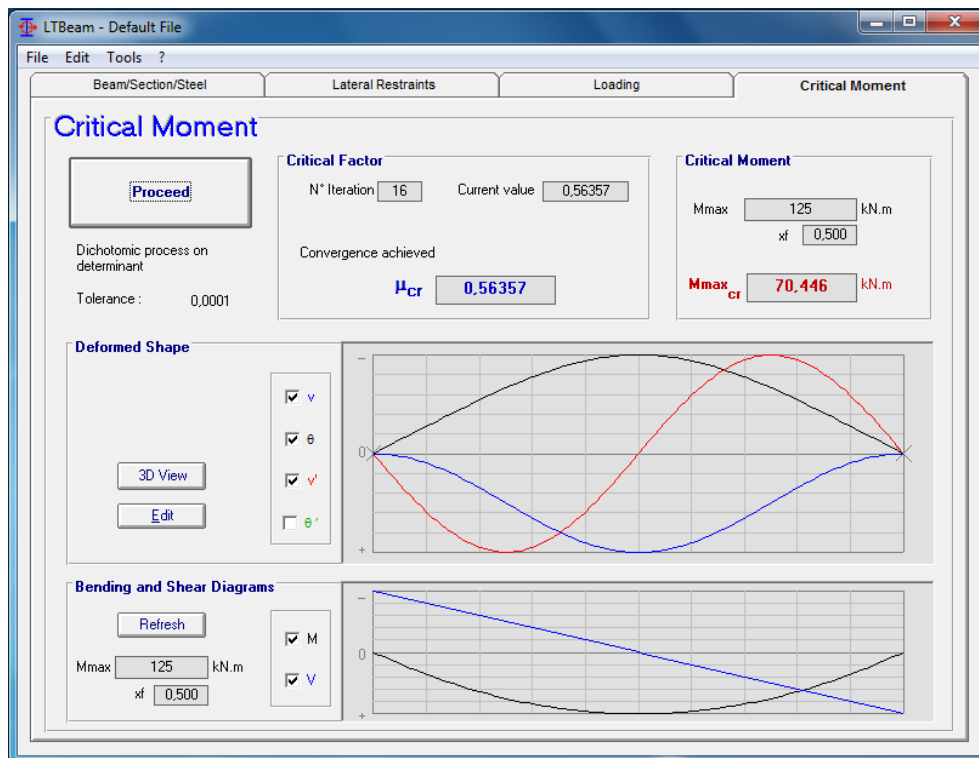 LTBeam - Default File
File Edit Tools ?
Beam/Section/Steel Lateral Restraints Loading Critical Moment
Critical Moment
Proceed
Dichotomic process on
determinant
Tolerance : 0,0001
Critical Factor
N° Iteration 16 Current value 0,56357
Convergence achieved
μcr 0,56357
Critical Moment
Mmax 125 kN.m
xf 0,500
Mmax cr 70,446 kN.m
Deformed Shape
v
θ
v'
θ'
3D View
Edit
−
0
+
Bending and Shear Diagrams
Refresh
Mmax 125 kN.m
xf 0,500
M
V
−
0
+